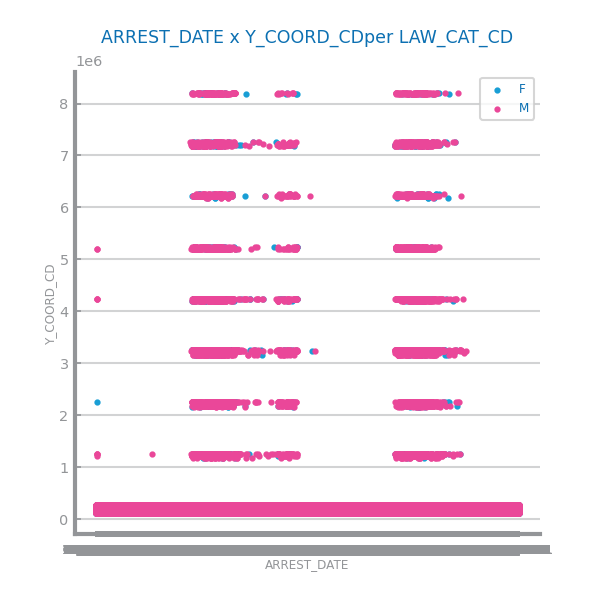 ARREST_DATE x Y_COORD_CDper LAW_CAT_CD
1e6
F
M
8
7
6
5
4
3
2
1
0
Y_COORD_CD
ARREST_DATE